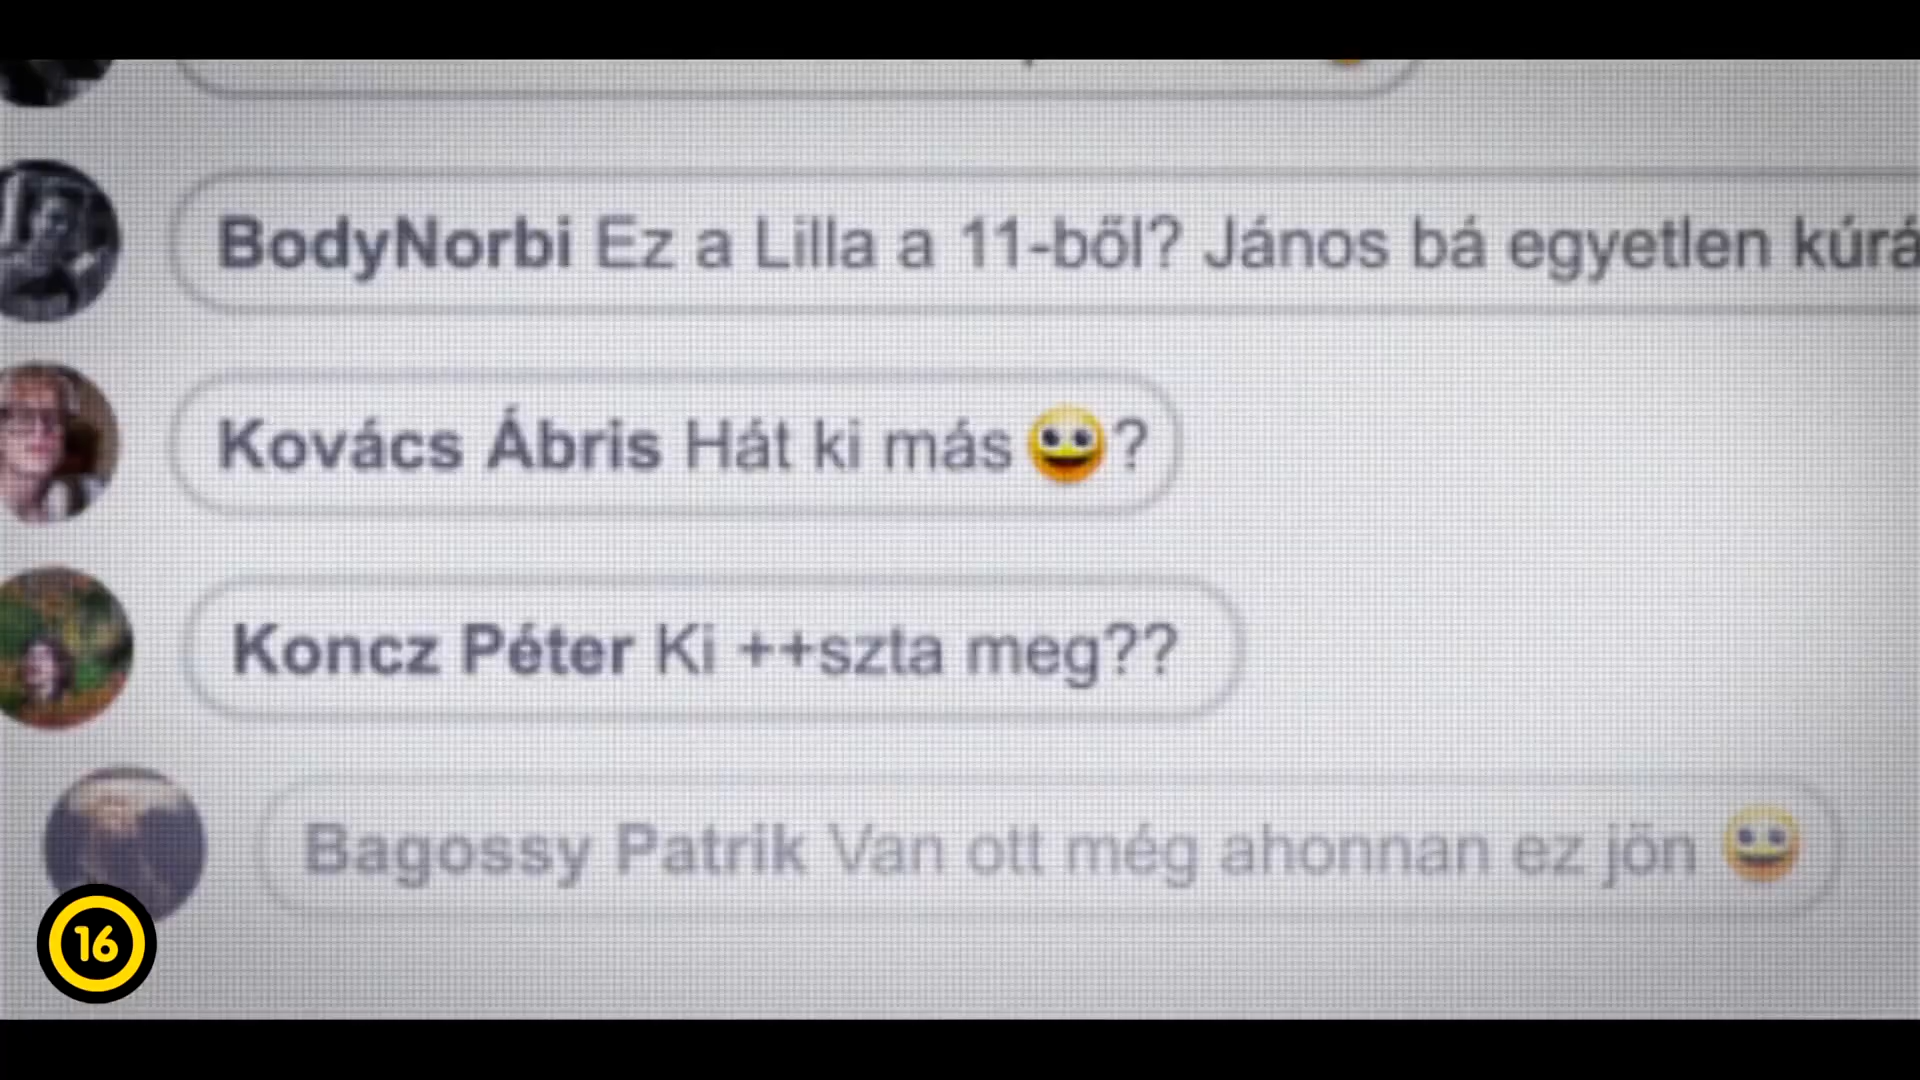 BodyNorbi Ez a Lilla a 11-ből? János bá egyetlen kúrá
Kovács Ábris Hát ki más 😀?
Koncz Péter Ki ++szta meg??
Bagossy Patrik Van ott még ahonnan ez jön 😀
16